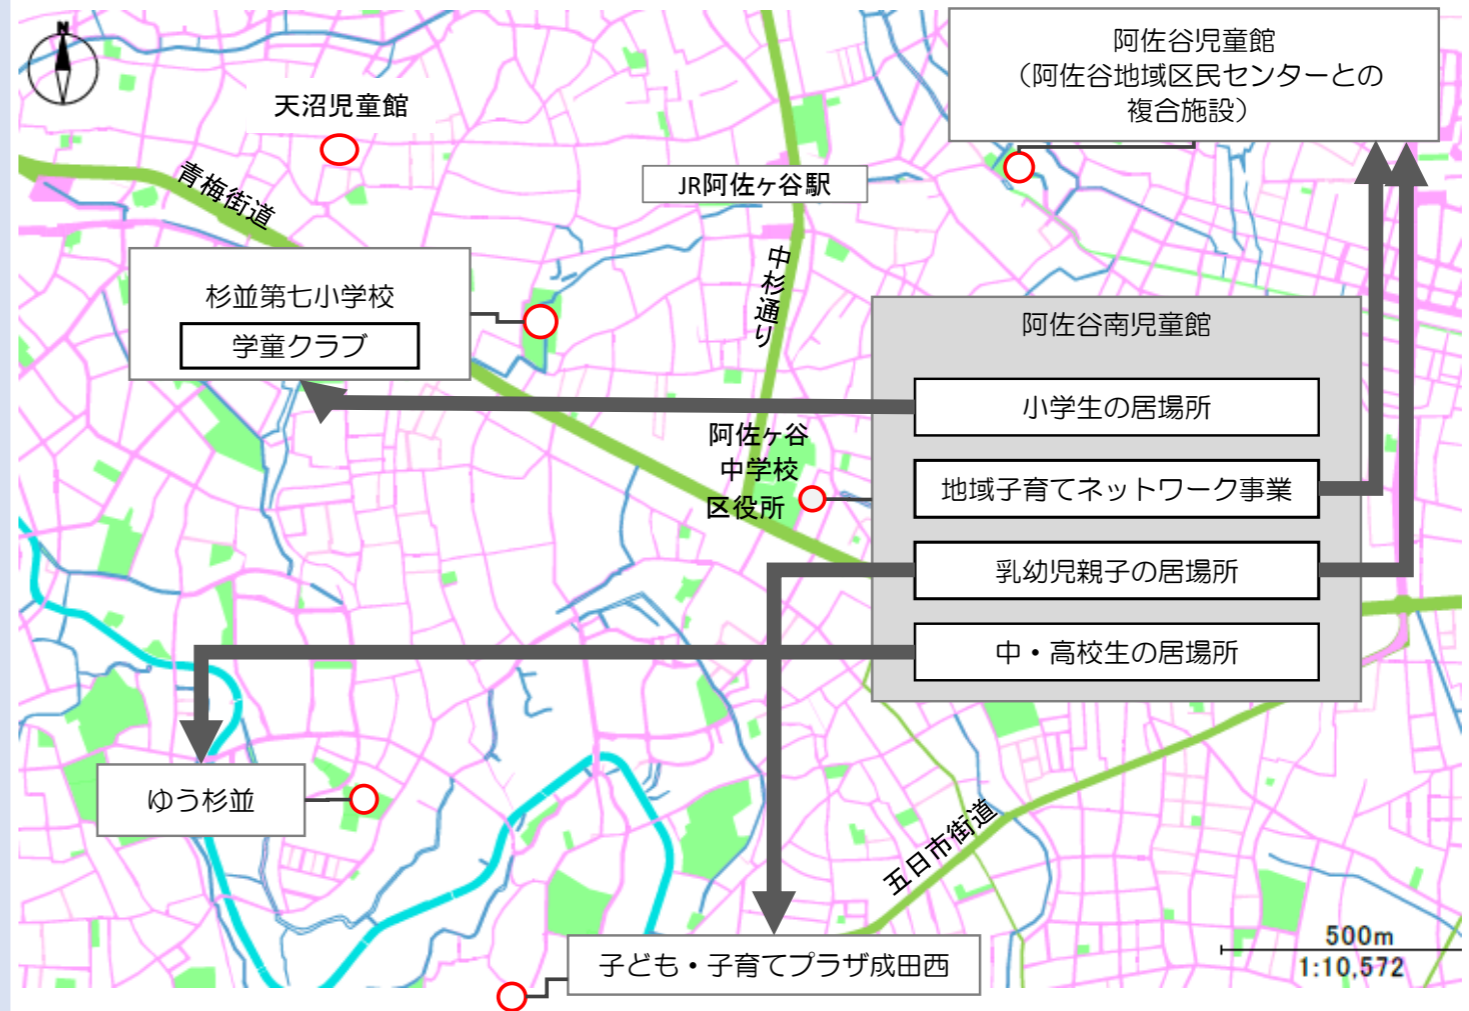 N
阿佐谷児童館
（阿佐谷地域区民センターとの
複合施設）
天沼児童館
青梅街道
JR阿佐ヶ谷駅
中杉通り
杉並第七小学校
学童クラブ
阿佐谷南児童館
小学生の居場所
地域子育てネットワーク事業
乳幼児親子の居場所
中・高校生の居場所
阿佐ヶ谷
中学校
区役所
ゆう杉並
五日市街道
子ども・子育てプラザ成田西
500m
1:10,572